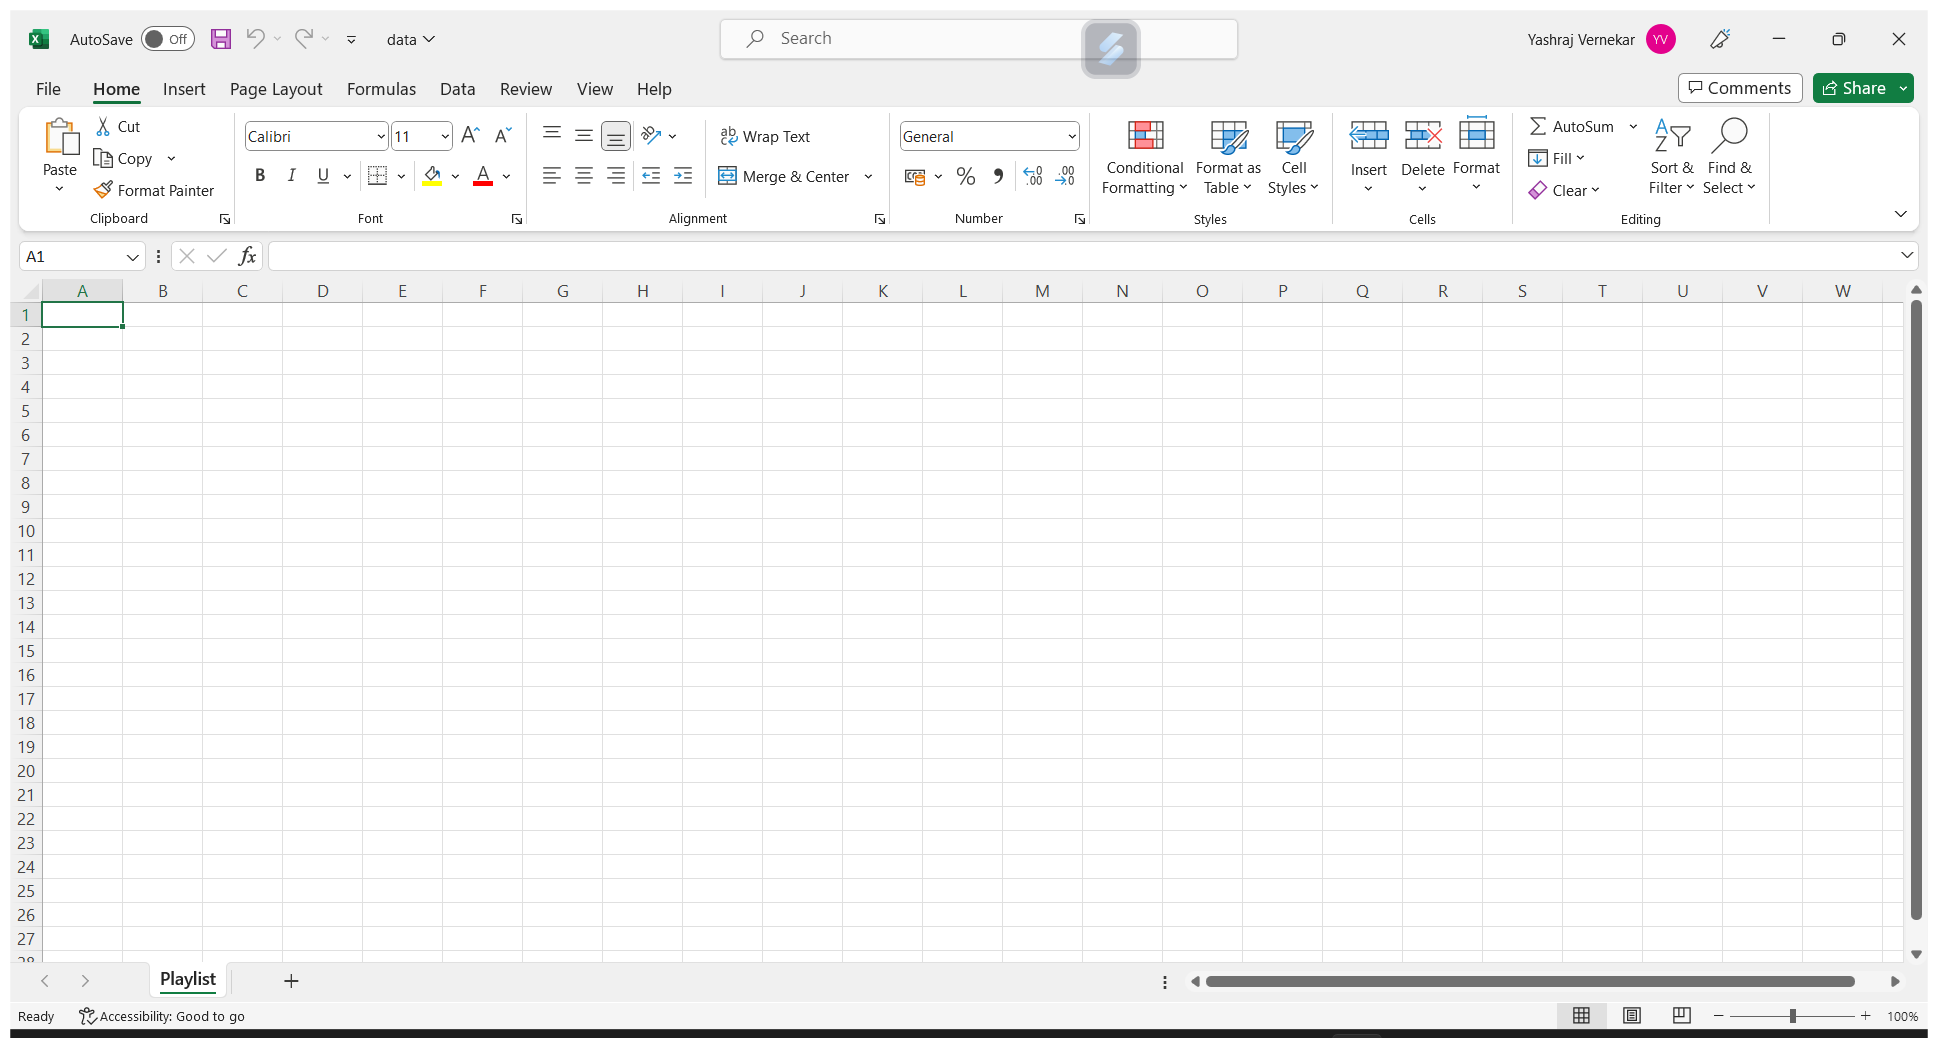 AutoSave Off data Search Yashraj Vernekar YV
File Home Insert Page Layout Formulas Data Review View Help Comments Share
Paste Cut Copy Format Painter Clipboard
Calibri 11 B I U A Font
ab Wrap Text Merge & Center Alignment
General % Number
Conditional Formatting Format as Table Cell Styles Styles
Insert Delete Format Cells
AutoSum Fill Clear Sort & Filter Find & Select Editing
A1 fx
A B C D E F G H I J K L M N O P Q R S T U V W
1
2
3
4
5
6
7
8
9
10
11
12
13
14
15
16
17
18
19
20
21
22
23
24
25
26
27
28
Playlist
Ready Accessibility: Good to go 100%